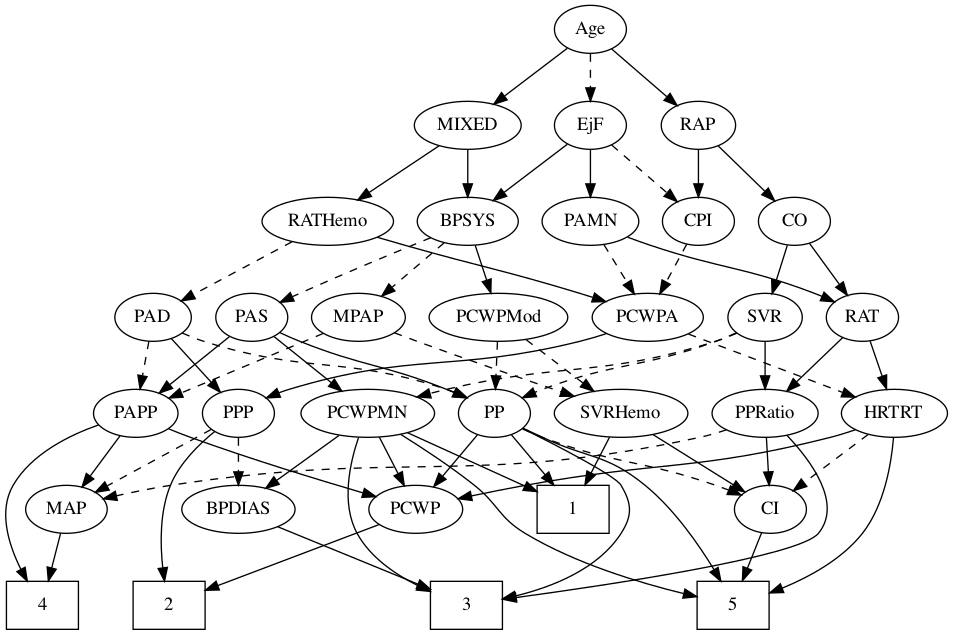 Age
MIXED
EjF
RAP
RATHemo
BPSYS
PAMN
CPI
CO
PAD
PAS
MPAP
PCWPMod
PCWPA
SVR
RAT
PAPP
PPP
PCWPMN
PP
SVRHemo
PPRatio
HRTRT
MAP
BPDIAS
PCWP
1
CI
4
2
3
5